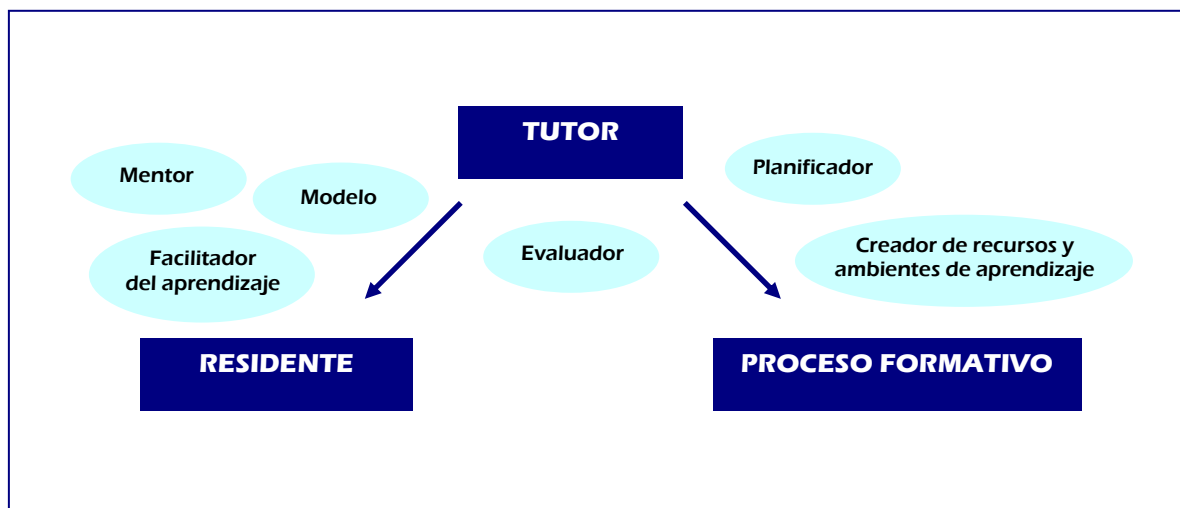 TUTOR
Mentor
Modelo
Planificador
Facilitador
del aprendizaje
Evaluador
Creador de recursos y
ambientes de aprendizaje
RESIDENTE
PROCESO FORMATIVO